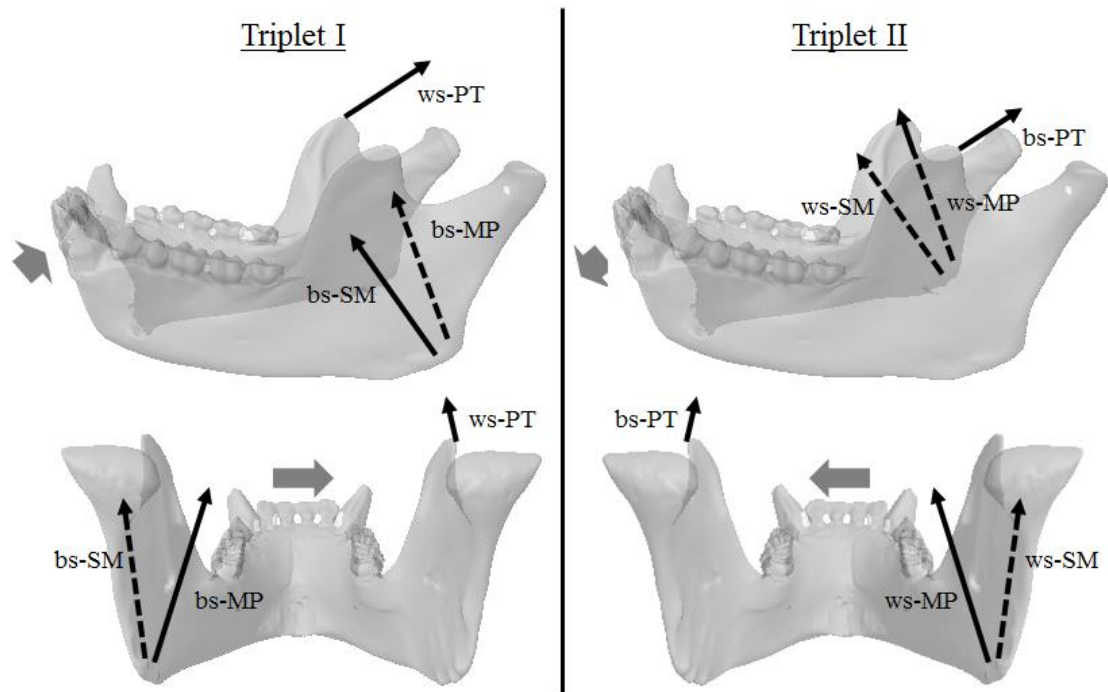 Triplet I
ws-PT
bs-MP
bs-SM
ws-PT
bs-SM
bs-MP
Triplet II
bs-PT
ws-SM
ws-MP
bs-PT
ws-SM
ws-MP